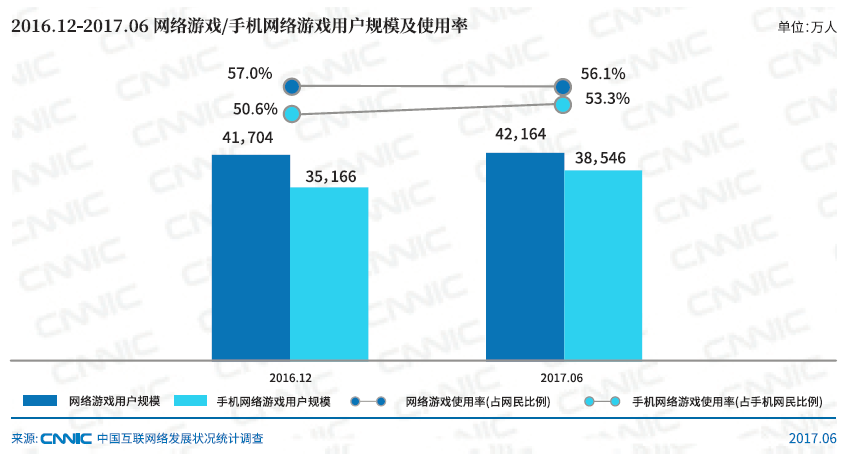 2016.12-2017.06 网络游戏/手机网络游戏用户规模及使用率
单位：万人
57.0%
56.1%
50.6%
53.3%
41,704
42,164
35,166
38,546
2016.12
2017.06
网络游戏用户规模
手机网络游戏用户规模
网络游戏使用率(占网民比例)
手机网络游戏使用率(占手机网民比例)
来源: CNNIC 中国互联网络发展状况统计调查
2017.06